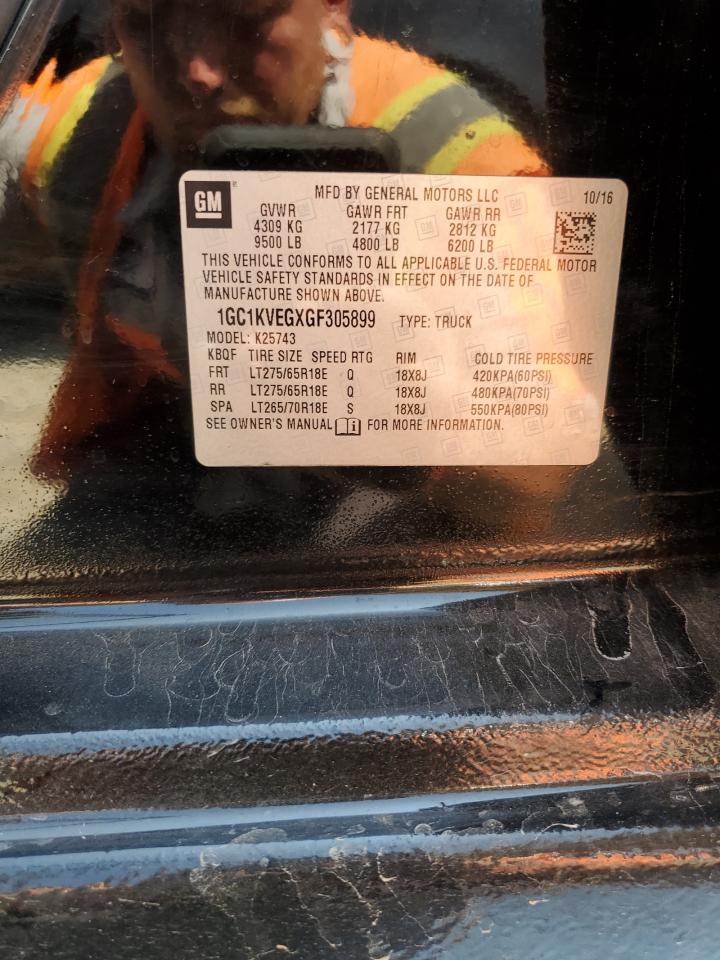 GM
MFD BY GENERAL MOTORS LLC 10/16
GVWR GAWR FRT GAWR RR
4309 KG 2177 KG 2812 KG
9500 LB 4800 LB 6200 LB
THIS VEHICLE CONFORMS TO ALL APPLICABLE U.S. FEDERAL MOTOR
VEHICLE SAFETY STANDARDS IN EFFECT ON THE DATE OF
MANUFACTURE SHOWN ABOVE.
1GC1KVEGXGF305899 TYPE: TRUCK
MODEL: K25743
KBQF TIRE SIZE SPEED RTG RIM COLD TIRE PRESSURE
FRT LT275/65R18E Q 18X8J 420KPA(60PSI)
RR LT275/65R18E Q 18X8J 480KPA(70PSI)
SPA LT265/70R18E S 18X8J 550KPA(80PSI)
SEE OWNER'S MANUAL i FOR MORE INFORMATION.